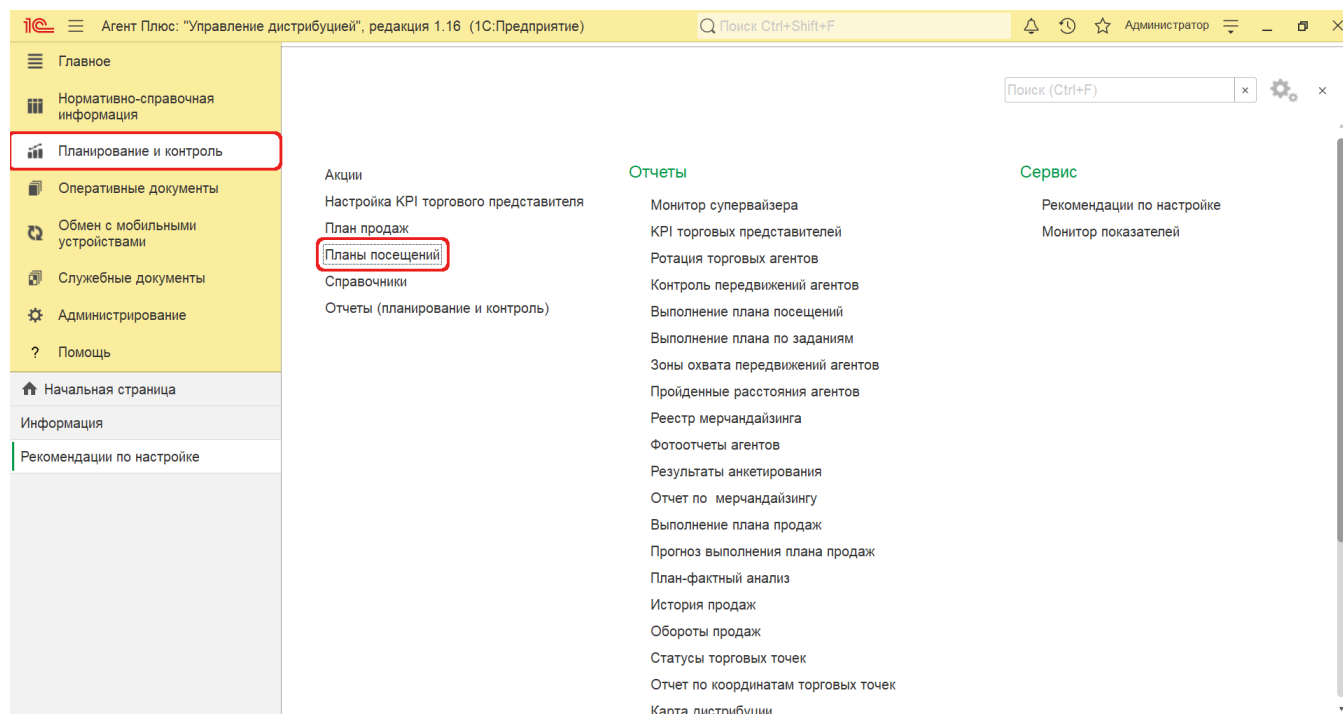 1С Агент Плюс: "Управление дистрибуцией", редакция 1.16 (1С:Предприятие)
Поиск Ctrl+Shift+F
Администратор
Главное
Нормативно-справочная
информация
Планирование и контроль
Оперативные документы
Обмен с мобильными
устройствами
Служебные документы
Администрирование
? Помощь
Начальная страница
Информация
Рекомендации по настройке
Поиск (Ctrl+F)
×
×
Акции
Настройка KPI торгового представителя
План продаж
Планы посещений
Справочники
Отчеты (планирование и контроль)
Отчеты
Монитор супервайзера
KPI торговых представителей
Ротация торговых агентов
Контроль передвижений агентов
Выполнение плана посещений
Выполнение плана по заданиям
Зоны охвата передвижений агентов
Пройденные расстояния агентов
Реестр мерчандайзинга
Фотоотчеты агентов
Результаты анкетирования
Отчет по мерчандайзингу
Выполнение плана продаж
Прогноз выполнения плана продаж
План-фактный анализ
История продаж
Обороты продаж
Статусы торговых точек
Отчет по координатам торговых точек
Карта дистрибуции
Сервис
Рекомендации по настройке
Монитор показателей